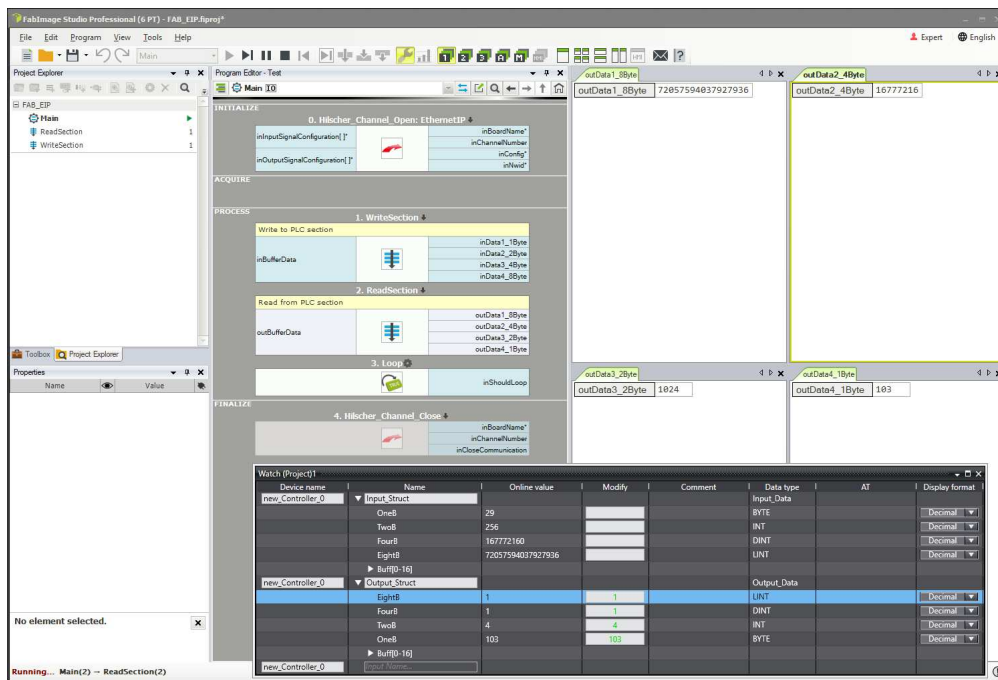 FabImage Studio Professional (6 PT) - FAB_EIP.fiproj*
File Edit Program View Tools Help
Expert English
Main
Project Explorer
FAB_EIP
Main
ReadSection 1
WriteSection 1
Toolbox Project Explorer
Properties
Name Value
No element selected.
Running... Main(2) → ReadSection(2)
Program Editor - Test
Main IO
INITIALIZE
0. Hilscher_Channel_Open: EthernetIP
inInputSignalConfiguration[]*
inOutputSignalConfiguration[]*
inBoardName*
inChannelNumber
inConfig*
inNwid*
ACQUIRE
PROCESS
1. WriteSection
Write to PLC section
inBufferData
inData1_1Byte
inData2_2Byte
inData3_4Byte
inData4_8Byte
2. ReadSection
Read from PLC section
outBufferData
outData1_8Byte
outData2_4Byte
outData3_2Byte
outData4_1Byte
3. Loop
inShouldLoop
FINALIZE
4. Hilscher_Channel_Close
inBoardName*
inChannelNumber
inCloseCommunication
outData1_8Byte
outData1_8Byte 72057594037927936
outData2_4Byte
outData2_4Byte 16777216
outData3_2Byte
outData3_2Byte 1024
outData4_1Byte
outData4_1Byte 103
Watch (Project)1
Device name Name Online value Modify Comment Data type AT Display format
new_Controller_0 Input_Struct Input_Data
OneB 29 BYTE Decimal
TwoB 256 INT Decimal
FourB 167772160 DINT Decimal
EightB 72057594037927936 LINT Decimal
Buff[0-16]
new_Controller_0 Output_Struct Output_Data
EightB 1 1 LINT Decimal
FourB 1 1 DINT Decimal
TwoB 4 4 INT Decimal
OneB 103 103 BYTE Decimal
Buff[0-16]
new_Controller_0 Input Name...